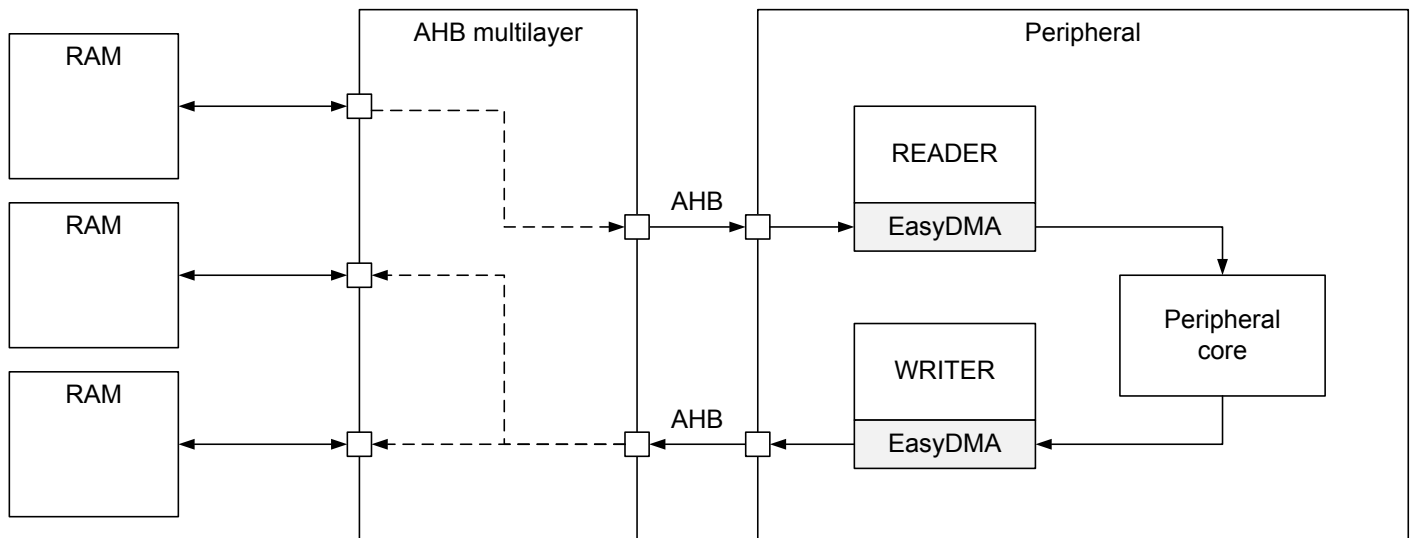 AHB multilayer
Peripheral
RAM
READER
AHB
EasyDMA
RAM
Peripheral
core
WRITER
RAM
AHB
EasyDMA